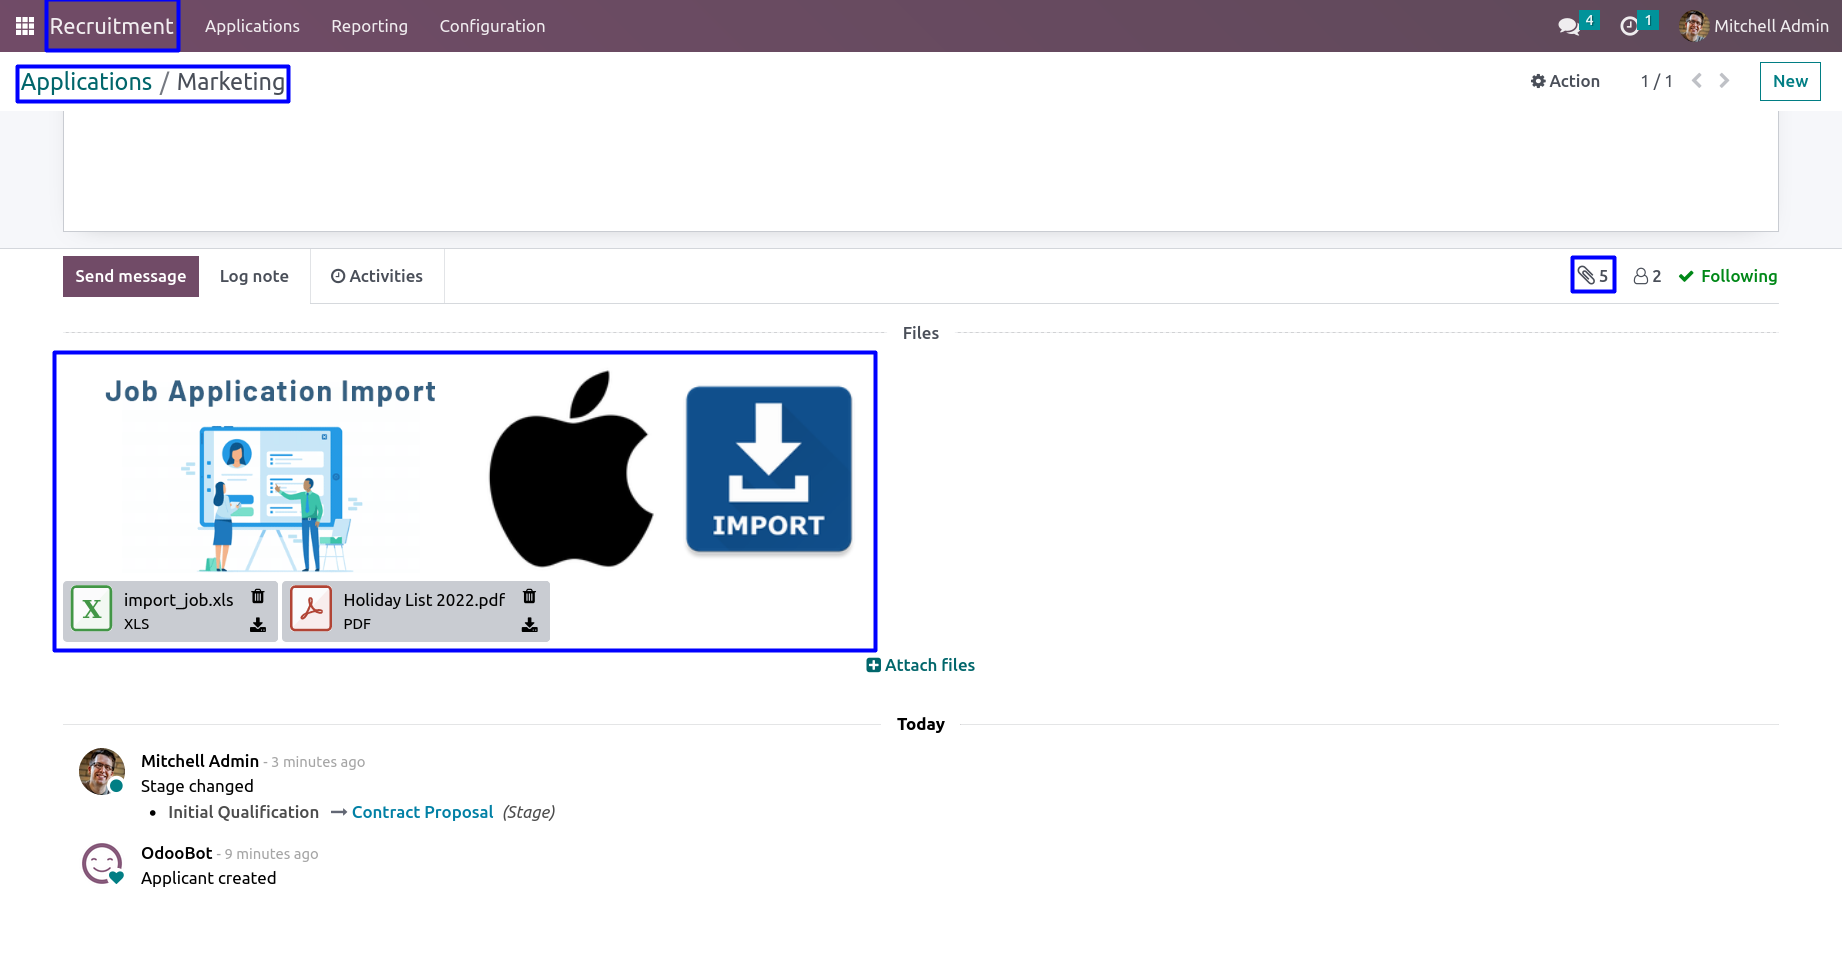 Recruitment Applications Reporting Configuration 4 1 Mitchell Admin
Applications / Marketing Action 1 / 1 New
Send message Log note Activities 5 2 Following
Files
Job Application Import
IMPORT
X import_job.xls Holiday List 2022.pdf
XLS PDF
Attach files
Today
Mitchell Admin - 3 minutes ago
Stage changed
• Initial Qualification → Contract Proposal (Stage)
OdooBot - 9 minutes ago
Applicant created